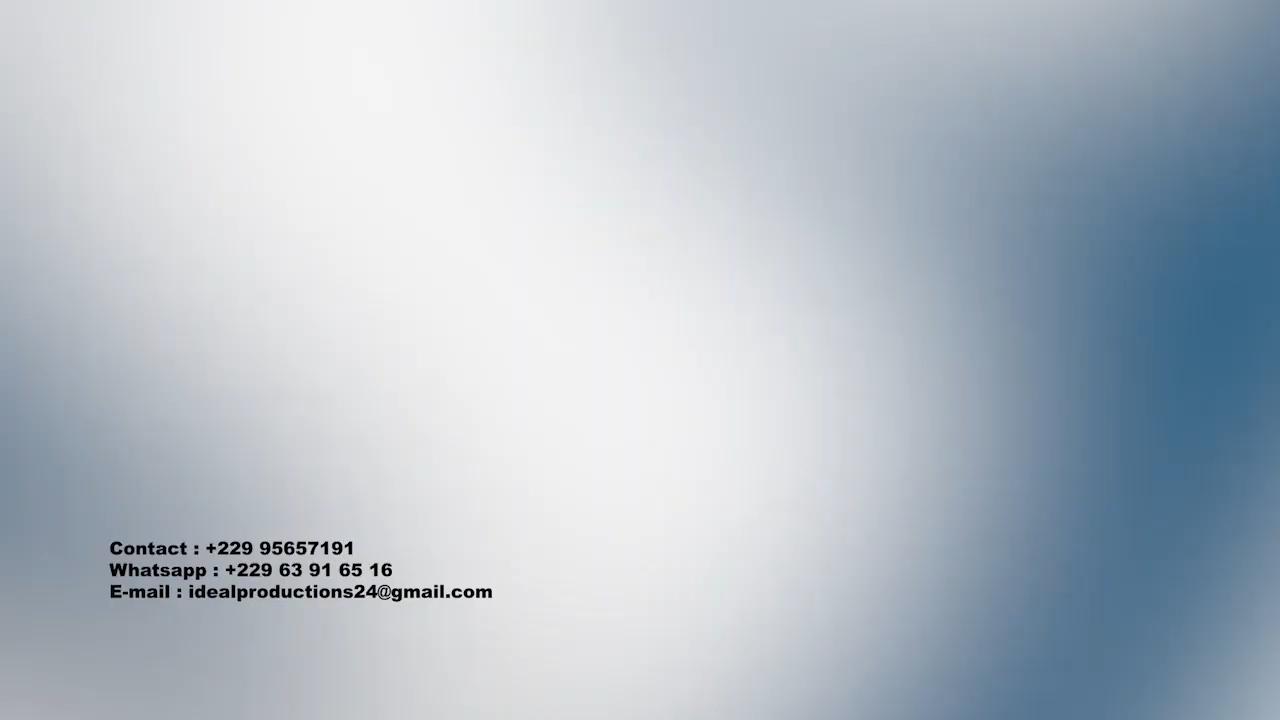 Contact : +229 95657191
Whatsapp : +229 63 91 65 16
E-mail : idealproductions24@gmail.com